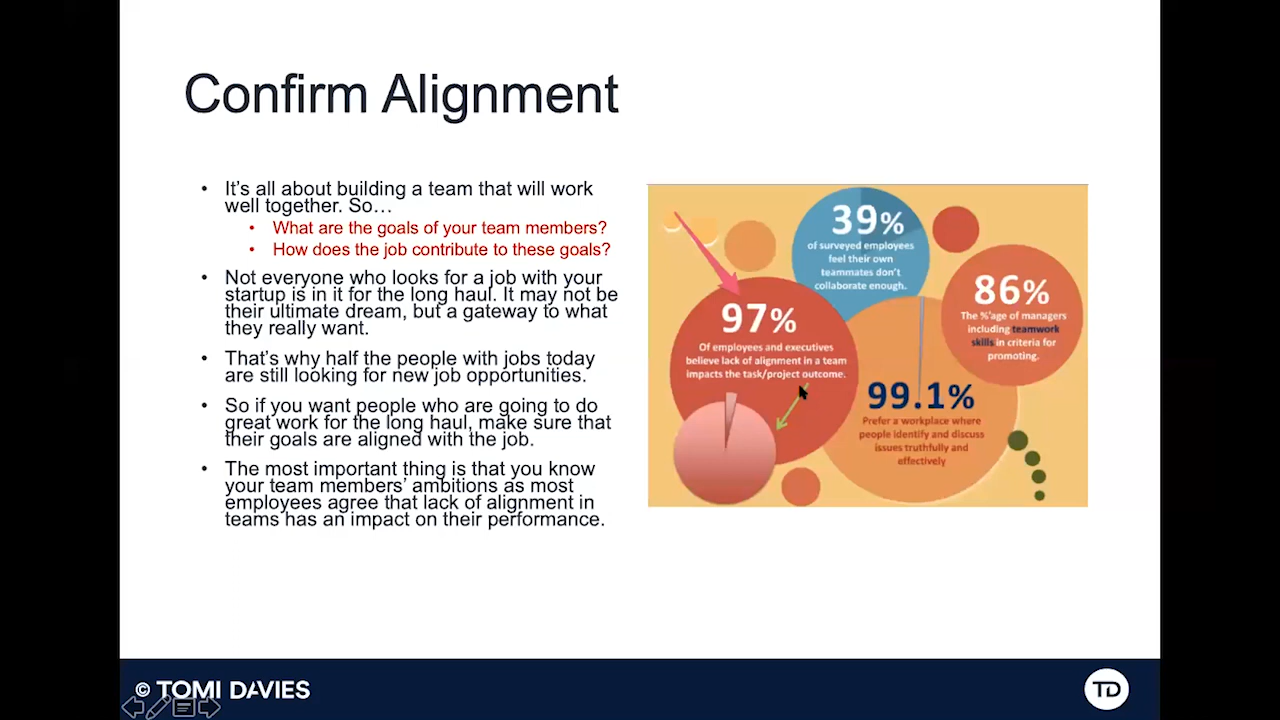 Confirm Alignment
• It's all about building a team that will work
well together. So…
• What are the goals of your team members?
• How does the job contribute to these goals?
• Not everyone who looks for a job with your
startup is in it for the long haul. It may not be
their ultimate dream, but a gateway to what
they really want.
• That's why half the people with jobs today
are still looking for new job opportunities.
• So if you want people who are going to do
great work for the long haul, make sure that
their goals are aligned with the job.
• The most important thing is that you know
your team members' ambitions as most
employees agree that lack of alignment in
teams has an impact on their performance.
39%
of surveyed employees
feel their own
teammates don't
collaborate enough.
86%
The %'age of managers
including teamwork
skills in criteria for
promoting.
97%
Of employees and executives
believe lack of alignment in a team
impacts the task/project outcome.
99.1%
Prefer a workplace where
people identify and discuss
issues truthfully and
effectively
© TOMI DAVIES
TD